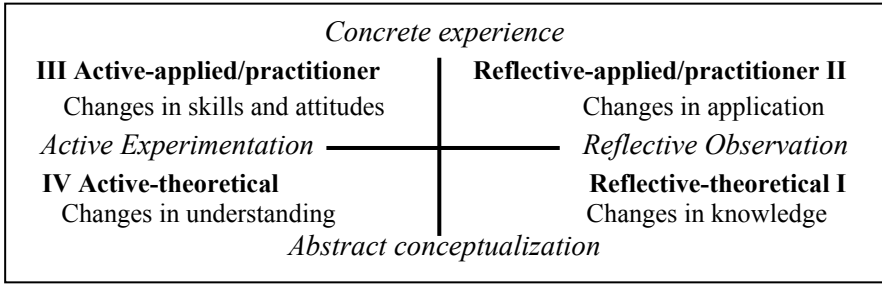 Concrete experience
III Active-applied/practitioner Reflective-applied/practitioner II
Changes in skills and attitudes Changes in application
Active Experimentation Reflective Observation
IV Active-theoretical Reflective-theoretical I
Changes in understanding Changes in knowledge
Abstract conceptualization